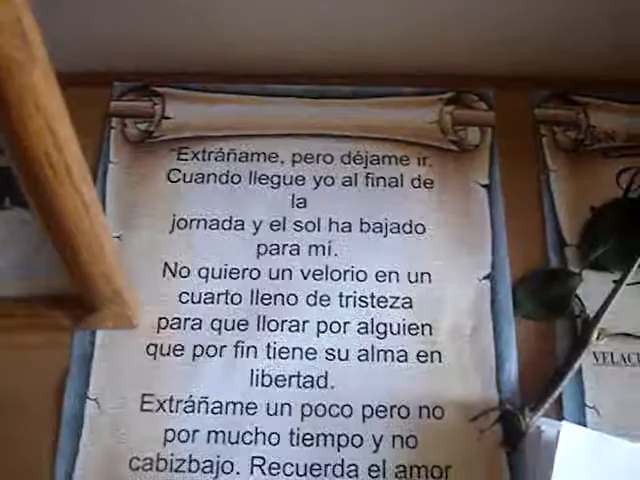 "Extráñame, pero déjame ir.
Cuando llegue yo al final de
la
jornada y el sol ha bajado
para mí.
No quiero un velorio en un
cuarto lleno de tristeza
para que llorar por alguien
que por fin tiene su alma en
libertad.
Extráñame un poco pero no
por mucho tiempo y no
cabizbajo. Recuerda el amor